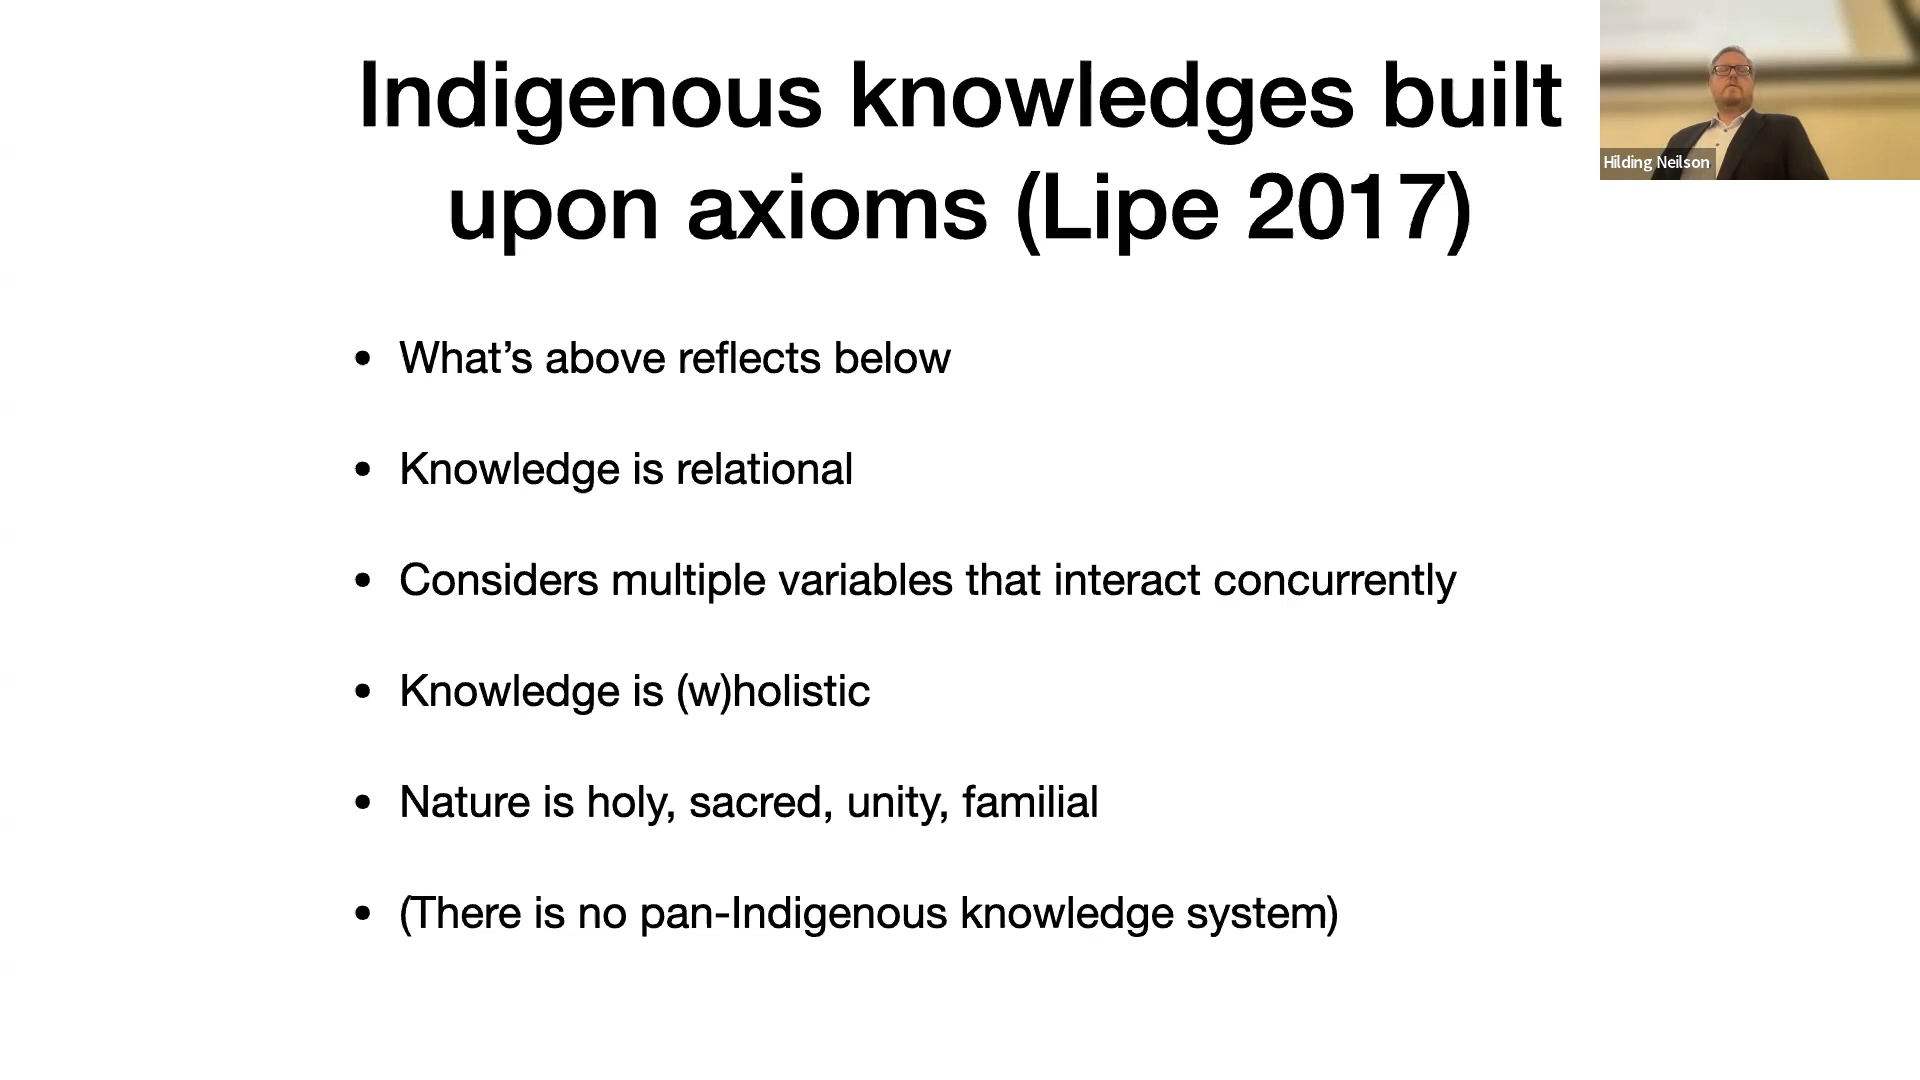 Indigenous knowledges built
upon axioms (Lipe 2017)
Hilding Neilson
• What’s above reflects below
• Knowledge is relational
• Considers multiple variables that interact concurrently
• Knowledge is (w)holistic
• Nature is holy, sacred, unity, familial
• (There is no pan-Indigenous knowledge system)